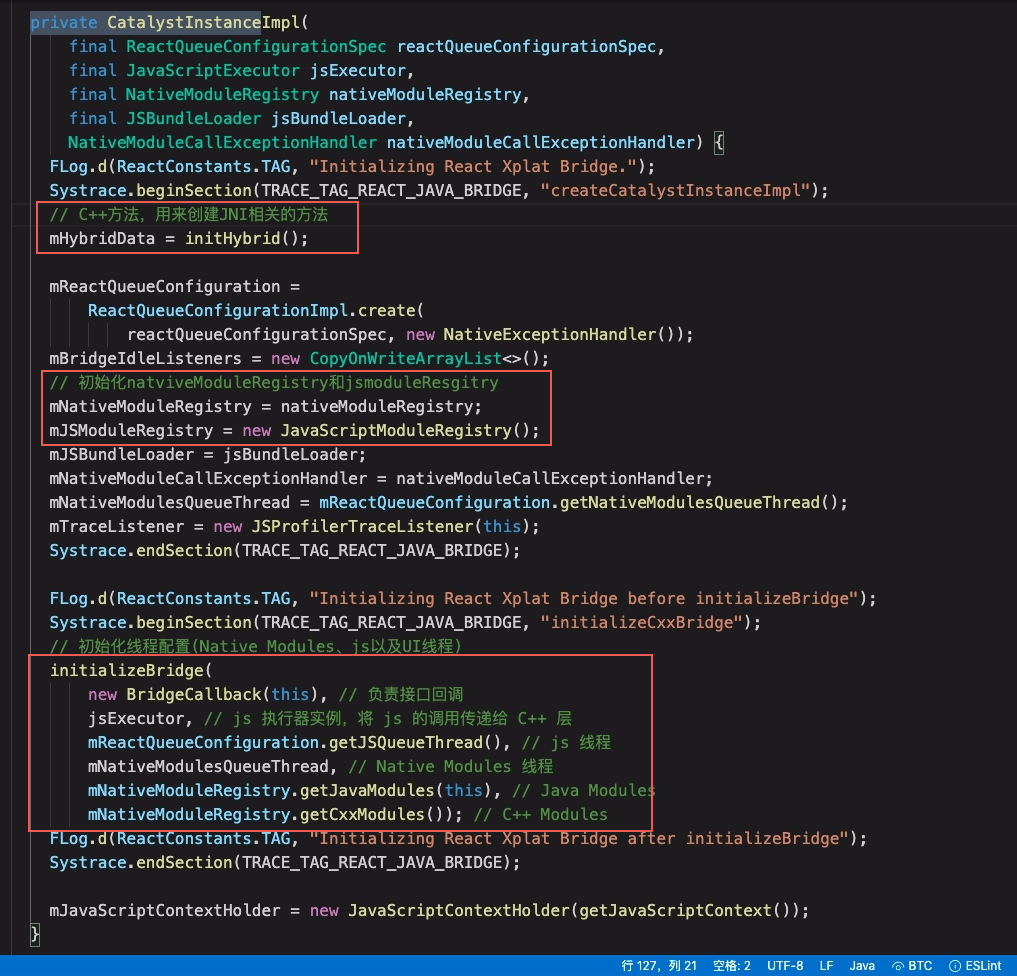 private CatalystInstanceImpl(
final ReactQueueConfigurationSpec reactQueueConfigurationSpec,
final JavaScriptExecutor jsExecutor,
final NativeModuleRegistry nativeModuleRegistry,
final JSBundleLoader jsBundleLoader,
NativeModuleCallExceptionHandler nativeModuleCallExceptionHandler) {
FLog.d(ReactConstants.TAG, "Initializing React Xplat Bridge.");
Systrace.beginSection(TRACE_TAG_REACT_JAVA_BRIDGE, "createCatalystInstanceImpl");
// C++方法，用来创建JNI相关的方法
mHybridData = initHybrid();
mReactQueueConfiguration =
ReactQueueConfigurationImpl.create(
reactQueueConfigurationSpec, new NativeExceptionHandler());
mBridgeIdleListeners = new CopyOnWriteArrayList<>();
// 初始化natviveModuleRegistry和jsmoduleResgitry
mNativeModuleRegistry = nativeModuleRegistry;
mJSModuleRegistry = new JavaScriptModuleRegistry();
mJSBundleLoader = jsBundleLoader;
mNativeModuleCallExceptionHandler = nativeModuleCallExceptionHandler;
mNativeModulesQueueThread = mReactQueueConfiguration.getNativeModulesQueueThread();
mTraceListener = new JSProfilerTraceListener(this);
Systrace.endSection(TRACE_TAG_REACT_JAVA_BRIDGE);
FLog.d(ReactConstants.TAG, "Initializing React Xplat Bridge before initializeBridge");
Systrace.beginSection(TRACE_TAG_REACT_JAVA_BRIDGE, "initializeCxxBridge");
// 初始化线程配置(Native Modules、js以及UI线程)
initializeBridge(
new BridgeCallback(this), // 负责接口回调
jsExecutor, // js 执行器实例，将 js 的调用传递给 C++ 层
mReactQueueConfiguration.getJSQueueThread(), // js 线程
mNativeModulesQueueThread, // Native Modules 线程
mNativeModuleRegistry.getJavaModules(this), // Java Modules
mNativeModuleRegistry.getCxxModules()); // C++ Modules
FLog.d(ReactConstants.TAG, "Initializing React Xplat Bridge after initializeBridge");
Systrace.endSection(TRACE_TAG_REACT_JAVA_BRIDGE);
mJavaScriptContextHolder = new JavaScriptContextHolder(getJavaScriptContext());
}
行 127，列 21 空格: 2 UTF-8 LF Java BTC ESLint